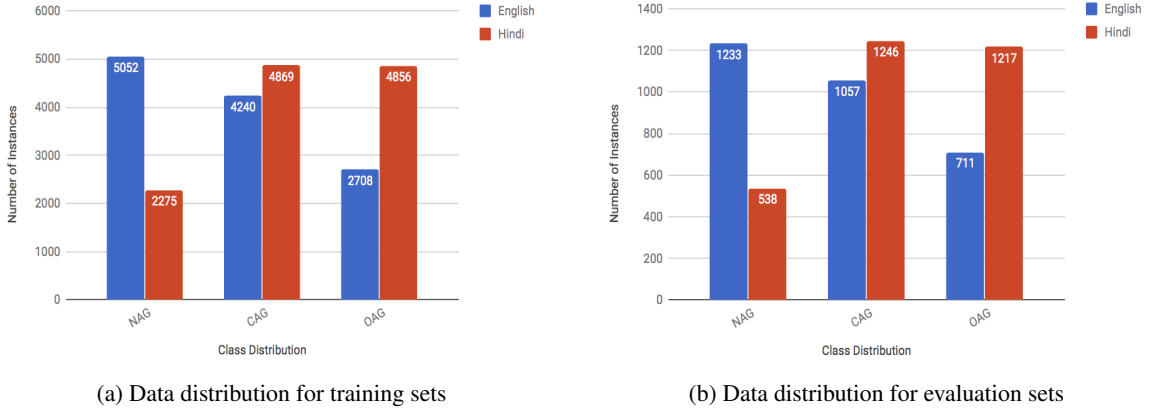 6000
5000
4000
3000
2000
1000
0
Number of Instances
5052
2275
4240
4869
2708
4856
NAG
CAG
OAG
Class Distribution
English
Hindi
(a) Data distribution for training sets
1400
1200
1000
800
600
400
200
0
Number of Instances
1233
538
1057
1246
711
1217
NAG
CAG
OAG
Class Distribution
English
Hindi
(b) Data distribution for evaluation sets